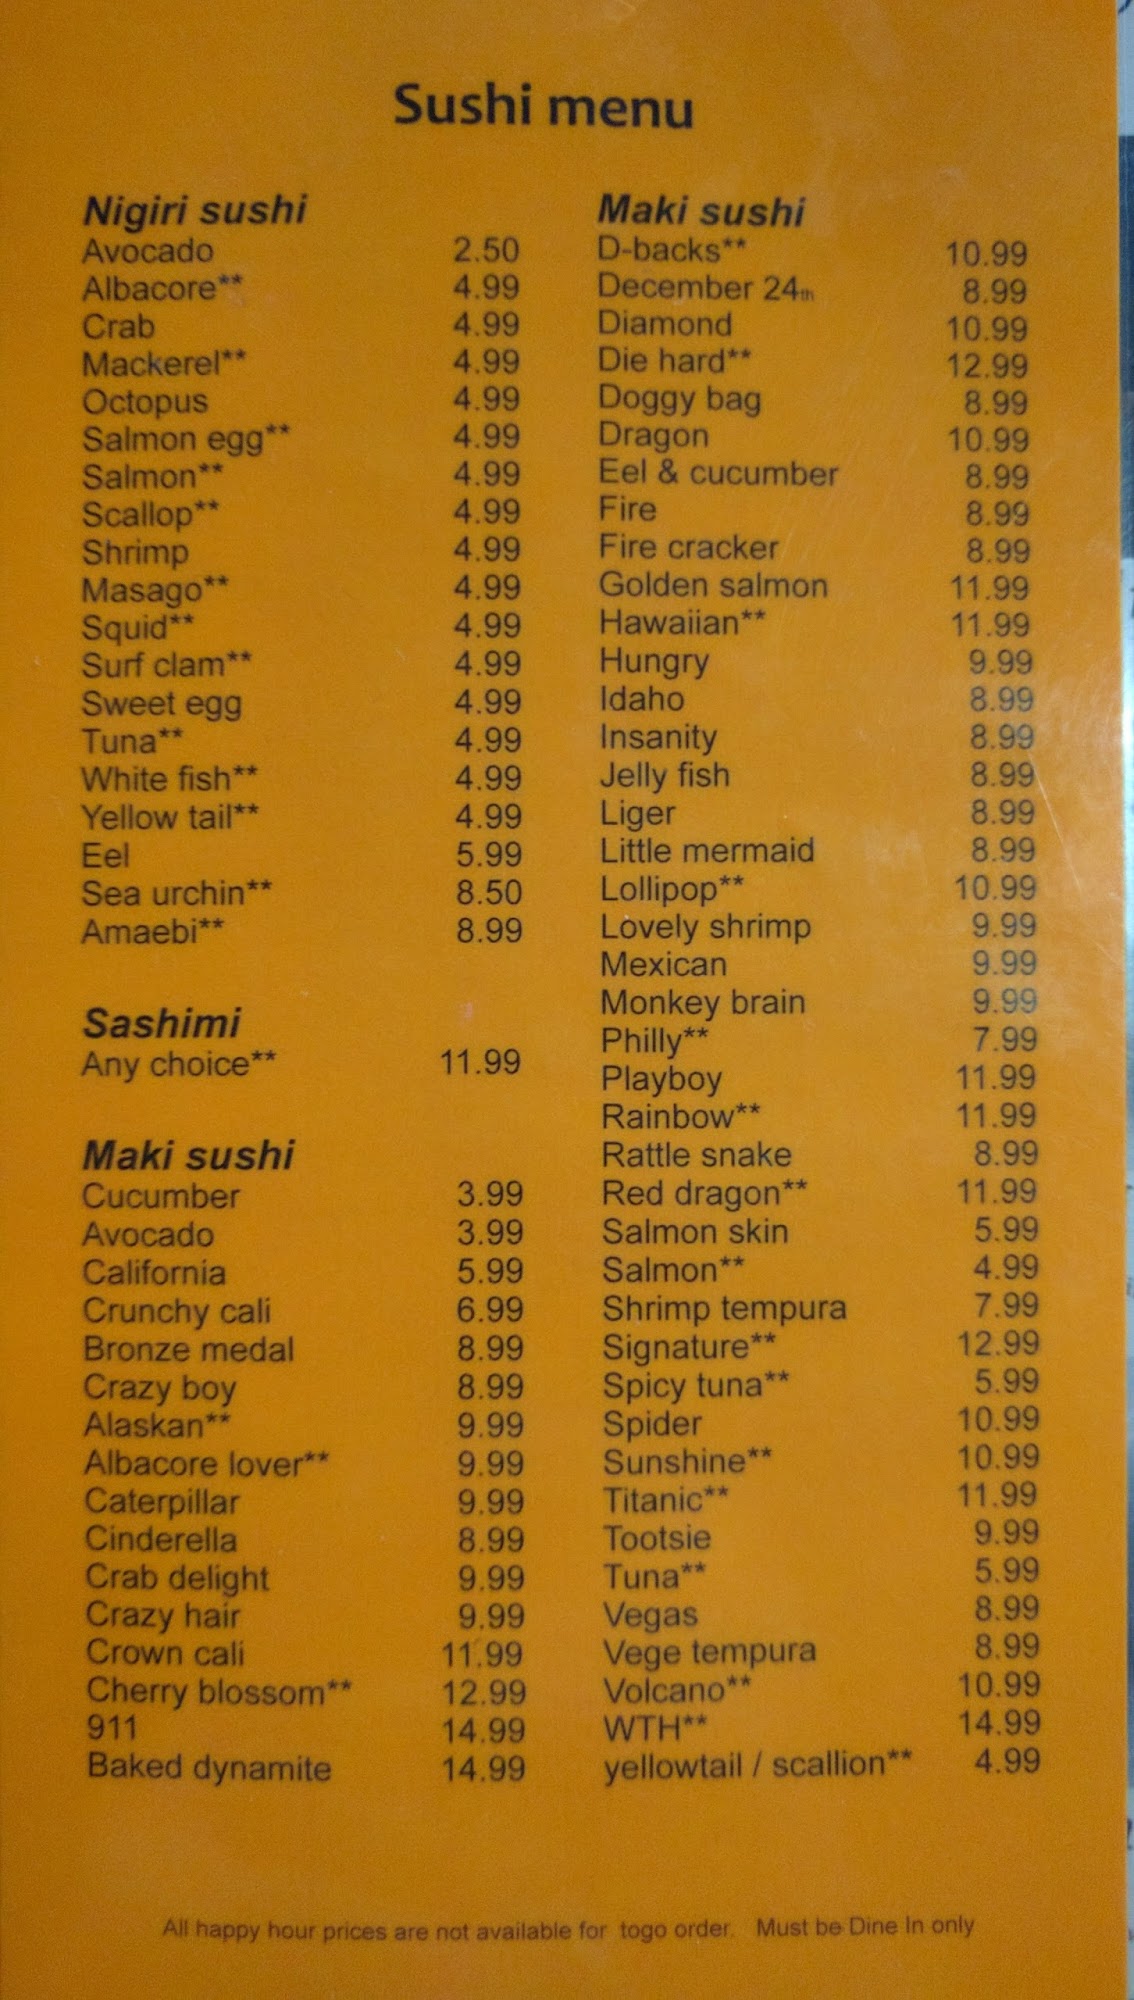 Sushi menu
Nigiri sushi
Avocado 2.50
Albacore** 4.99
Crab 4.99
Mackerel** 4.99
Octopus 4.99
Salmon egg** 4.99
Salmon** 4.99
Scallop** 4.99
Shrimp 4.99
Masago** 4.99
Squid** 4.99
Surf clam** 4.99
Sweet egg 4.99
Tuna** 4.99
White fish** 4.99
Yellow tail** 4.99
Eel 5.99
Sea urchin** 8.50
Amaebi** 8.99
Sashimi
Any choice** 11.99
Maki sushi
Cucumber 3.99
Avocado 3.99
California 5.99
Crunchy cali 6.99
Bronze medal 8.99
Crazy boy 8.99
Alaskan** 9.99
Albacore lover** 9.99
Caterpillar 9.99
Cinderella 8.99
Crab delight 9.99
Crazy hair 9.99
Crown cali 11.99
Cherry blossom** 12.99
911 14.99
Baked dynamite 14.99
Maki sushi
D-backs** 10.99
December 24th 8.99
Diamond 10.99
Die hard** 12.99
Doggy bag 8.99
Dragon 10.99
Eel & cucumber 8.99
Fire 8.99
Fire cracker 8.99
Golden salmon 11.99
Hawaiian** 11.99
Hungry 9.99
Idaho 8.99
Insanity 8.99
Jelly fish 8.99
Liger 8.99
Little mermaid 8.99
Lollipop** 10.99
Lovely shrimp 9.99
Mexican 9.99
Monkey brain 9.99
Philly** 7.99
Playboy 11.99
Rainbow** 11.99
Rattle snake 8.99
Red dragon** 11.99
Salmon skin 5.99
Salmon** 4.99
Shrimp tempura 7.99
Signature** 12.99
Spicy tuna** 5.99
Spider 10.99
Sunshine** 10.99
Titanic** 11.99
Tootsie 9.99
Tuna** 5.99
Vegas 8.99
Vege tempura 8.99
Volcano** 10.99
WTH** 14.99
yellowtail / scallion** 4.99
All happy hour prices are not available for togo order. Must be Dine In only